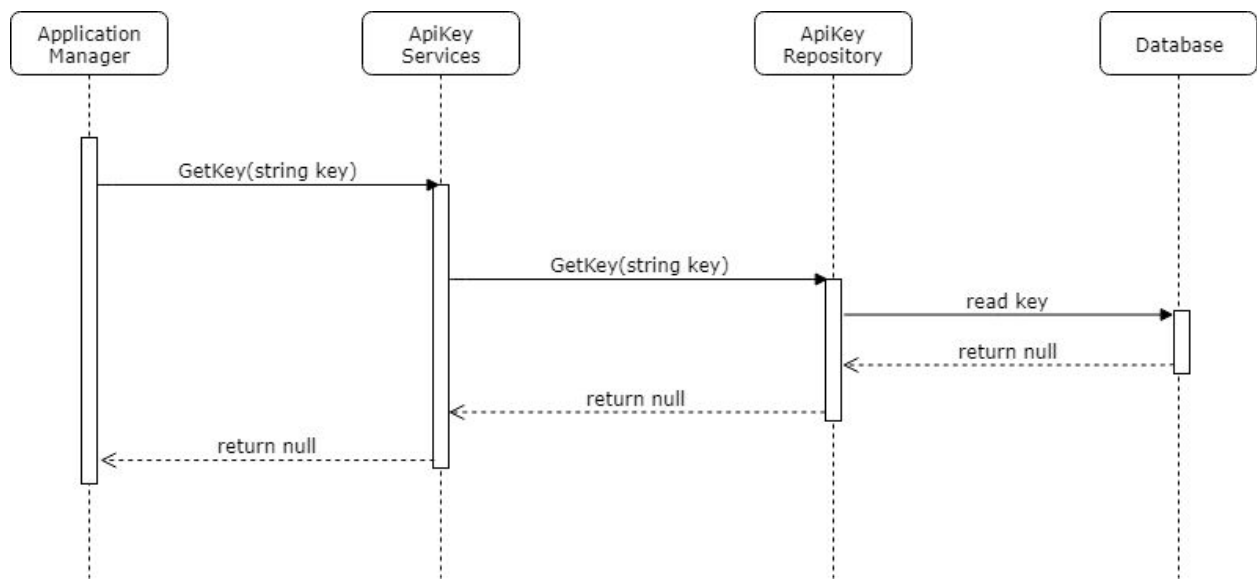 Application
Manager
ApiKey
Services
ApiKey
Repository
Database
GetKey(string key)
GetKey(string key)
read key
return null
return null
return null